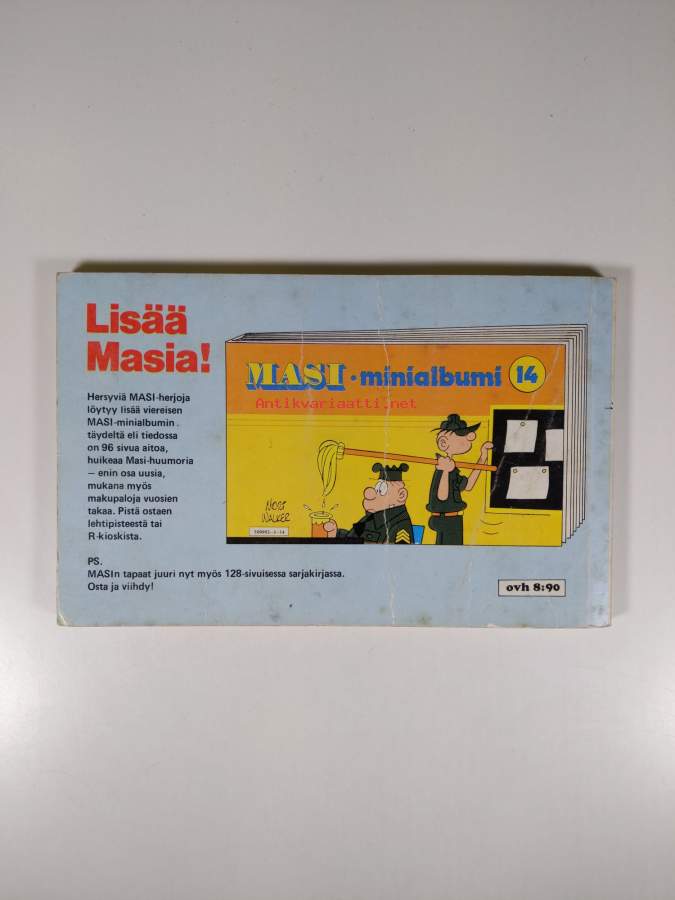 Lisää
Masia!
Hersyviä MASI-herjoja
löytyy lisää viereisen
MASI-minialbumin
täydeltä eli tiedossa
on 96 sivua aitoa,
huikeaa Masi-huumoria
– enin osa uusia,
mukana myös
makupaloja vuosien
takaa. Pistä ostaen
lehtipisteestä tai
R-kioskista.
PS.
MASIn tapaat juuri nyt myös 128-sivuisessa sarjakirjassa.
Osta ja viihdy!
MASI • minialbumi 14
Antikvariaatti.net
MORT
WALKER
ovh 8:90